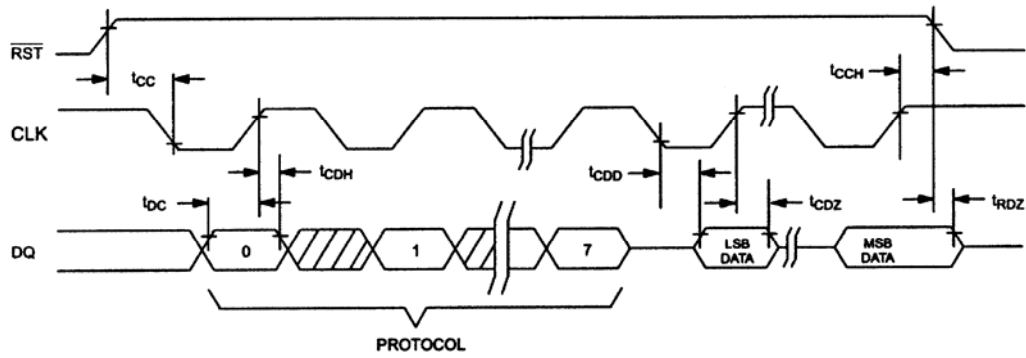 RST
tCC
tCCH
CLK
tCDH
tCDD
tDC
tCDZ
tRDZ
DQ
0
1
7
LSB
DATA
MSB
DATA
PROTOCOL